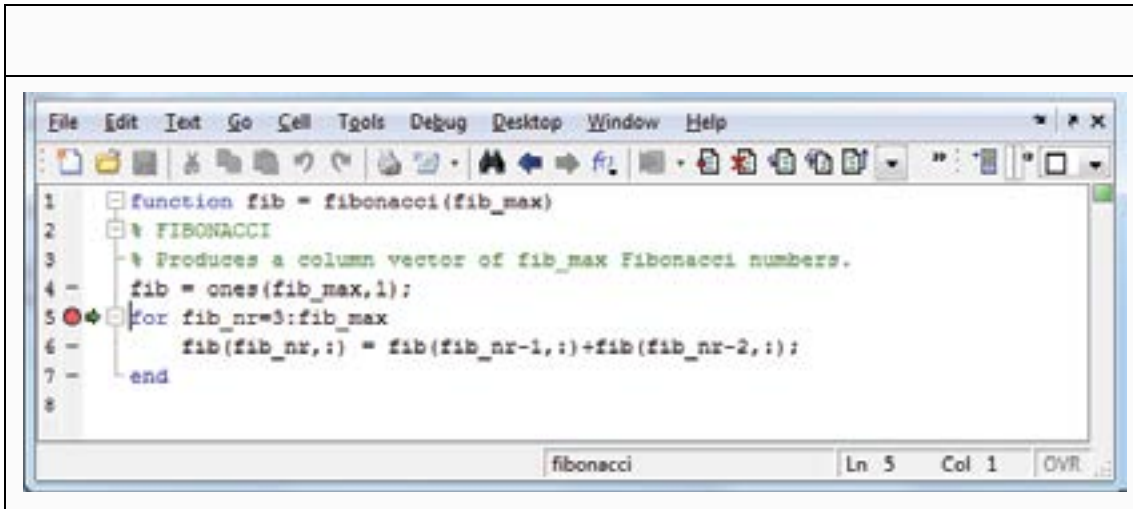 File Edit Text Go Cell Tools Debug Desktop Window Help
1 function fib = fibonacci(fib_max)
2 % FIBONACCI
3 % Produces a column vector of fib_max Fibonacci numbers.
4 - fib = ones(fib_max,1);
5 for fib_nr=3:fib_max
6 - fib(fib_nr,:) = fib(fib_nr-1,:)+fib(fib_nr-2,:);
7 - end
8
fibonacci Ln 5 Col 1 OVR